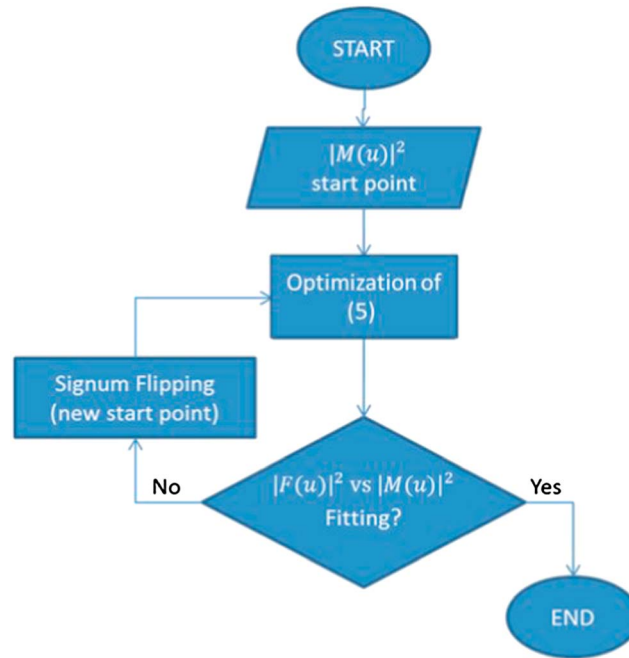 START
|M(u)|²
start point
Optimization of
(5)
Signum Flipping
(new start point)
|F(u)|² vs |M(u)|²
Fitting?
No
Yes
END